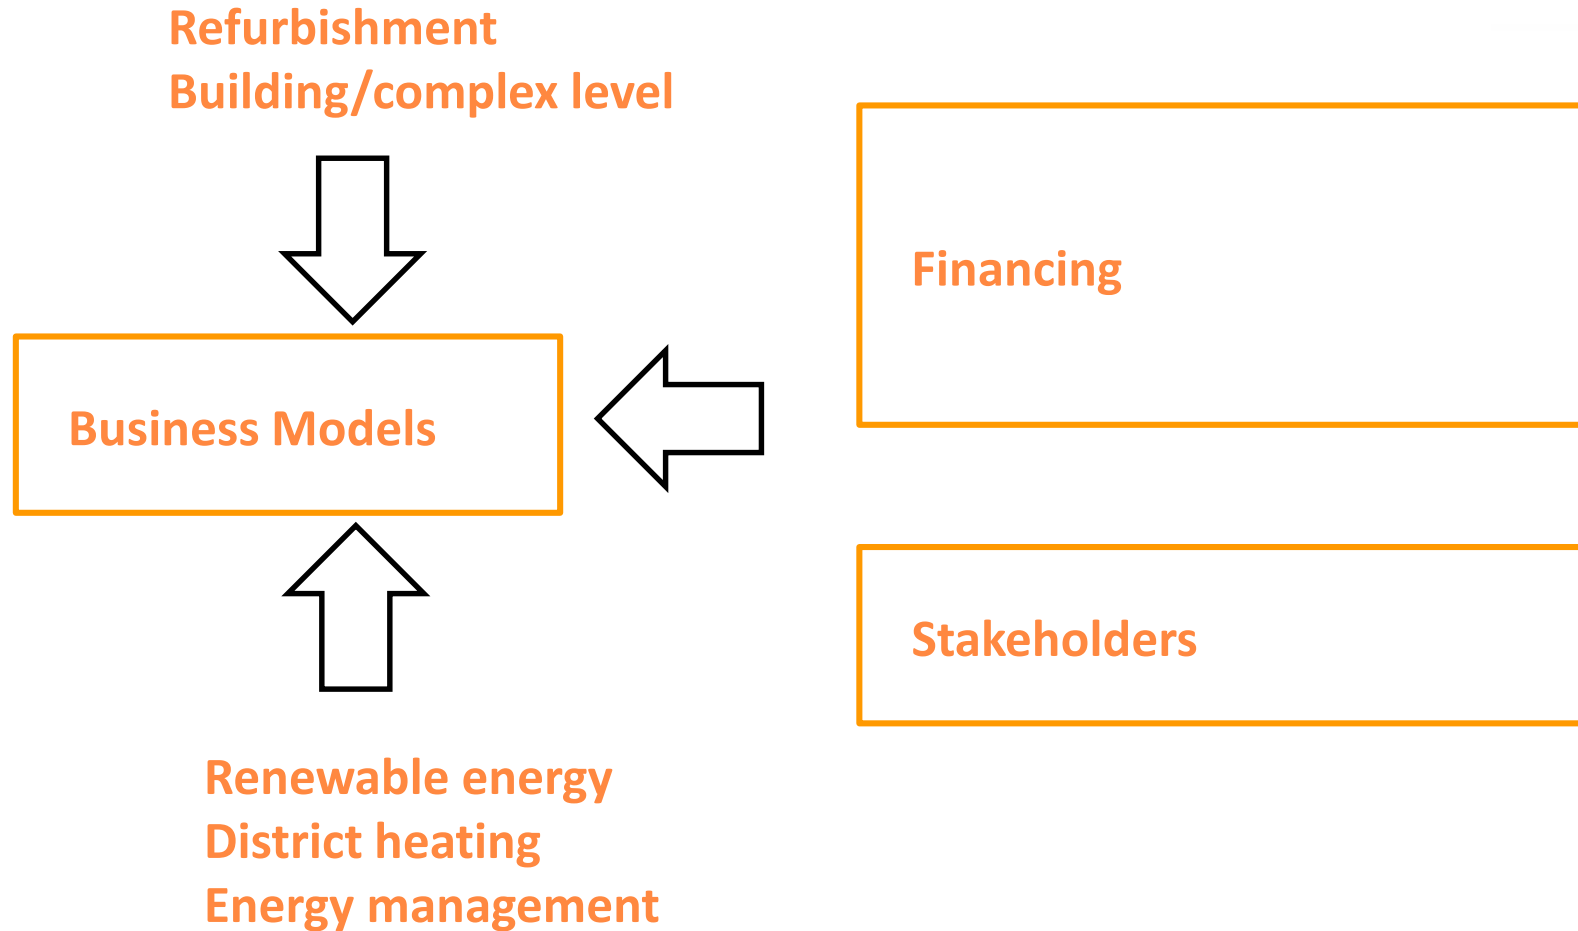 Refurbishment
Building/complex level
Financing
Business Models
Stakeholders
Renewable energy
District heating
Energy management